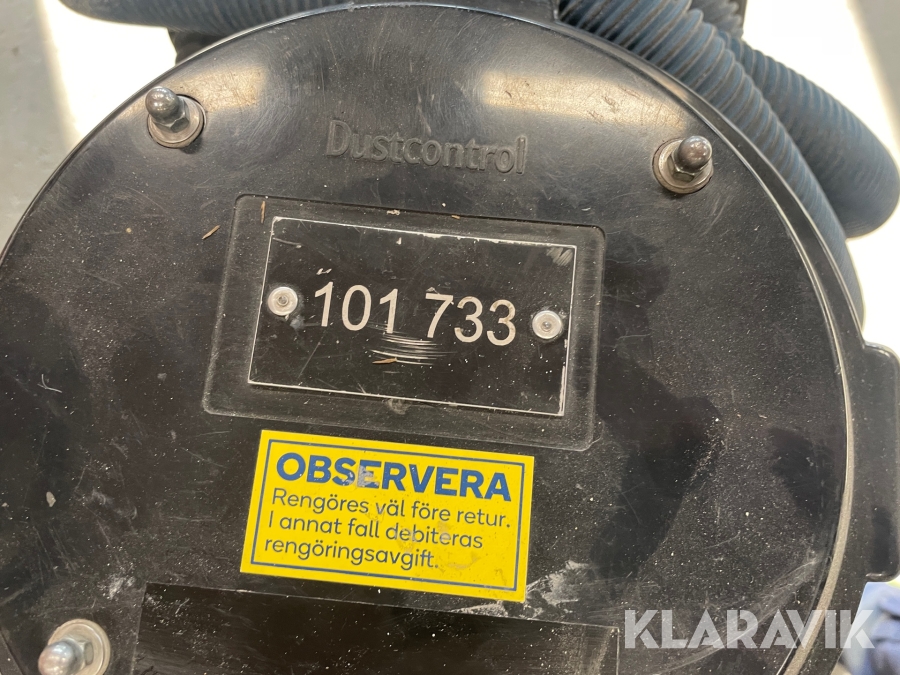 Dustcontrol
101 733
OBSERVERA
Rengöres väl före retur.
I annat fall debiteras
rengöringsavgift.
KLARAVIK